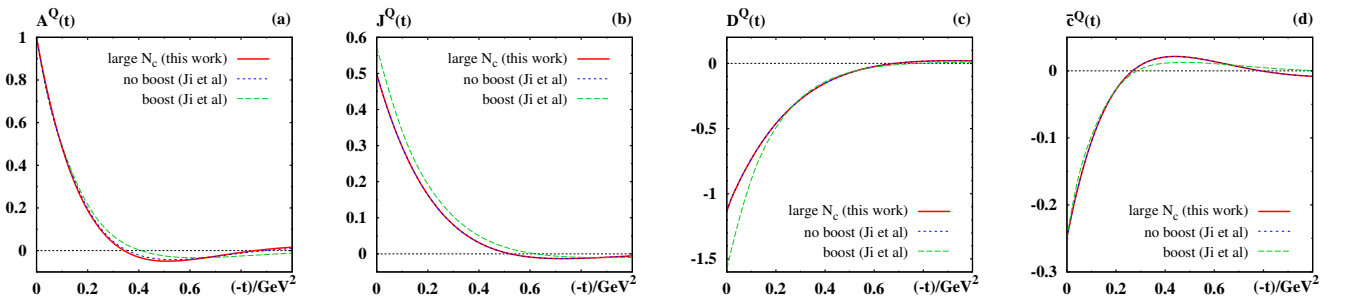 A^Q(t) (a)
1
0.8
0.6
0.4
0.2
0
large N_c (this work)
no boost (Ji et al)
boost (Ji et al)
0 0.2 0.4 0.6 (-t)/GeV^2
J^Q(t) (b)
0.6
0.5
0.4
0.3
0.2
0.1
0
large N_c (this work)
no boost (Ji et al)
boost (Ji et al)
0 0.2 0.4 0.6 (-t)/GeV^2
D^Q(t) (c)
0
-0.5
-1
-1.5
large N_c (this work)
no boost (Ji et al)
boost (Ji et al)
0 0.2 0.4 0.6 (-t)/GeV^2
c̄^Q(t) (d)
0
-0.1
-0.2
-0.3
large N_c (this work)
no boost (Ji et al)
boost (Ji et al)
0 0.2 0.4 0.6 (-t)/GeV^2